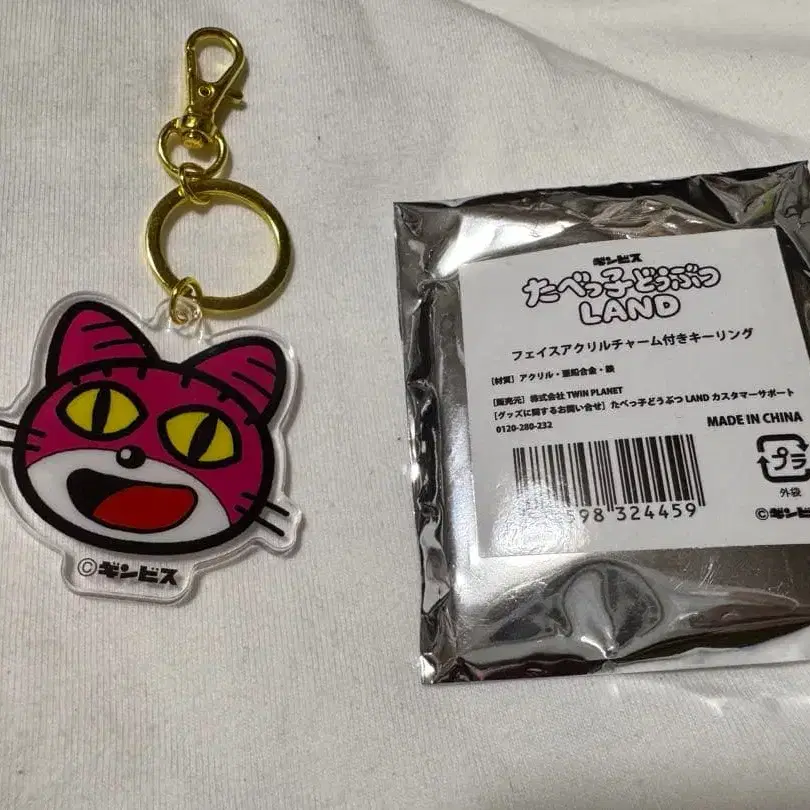 ©ギンビス
ギンビス
たべっ子どうぶつ
LAND
フェイスアクリルチャーム付きキーリング
[材質] アクリル・亜鉛合金・鉄
[販売元] 株式会社 TWIN PLANET
[グッズに関するお問い合せ] たべっ子どうぶつ LAND カスタマーサポート
0120-280-232
MADE IN CHINA
プラ
外袋
598 324459
©ギンビ